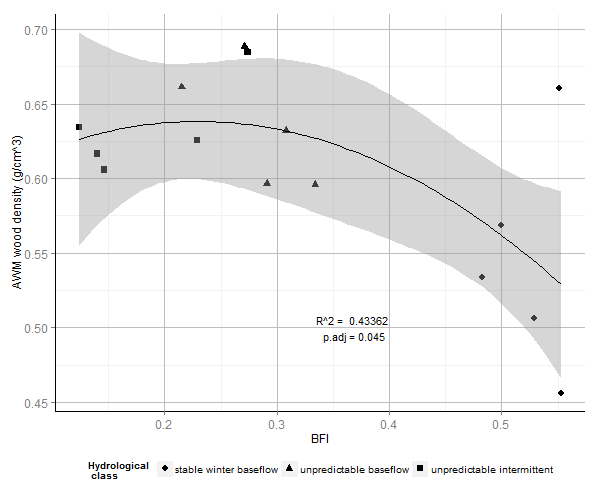 0.70
0.65
0.60
0.55
0.50
0.45
AWM wood density (g/cm^3)
R^2 = 0.43362
p.adj = 0.045
0.2 0.3 0.4 0.5
BFI
Hydrological
class
stable winter baseflow unpredictable baseflow unpredictable intermittent